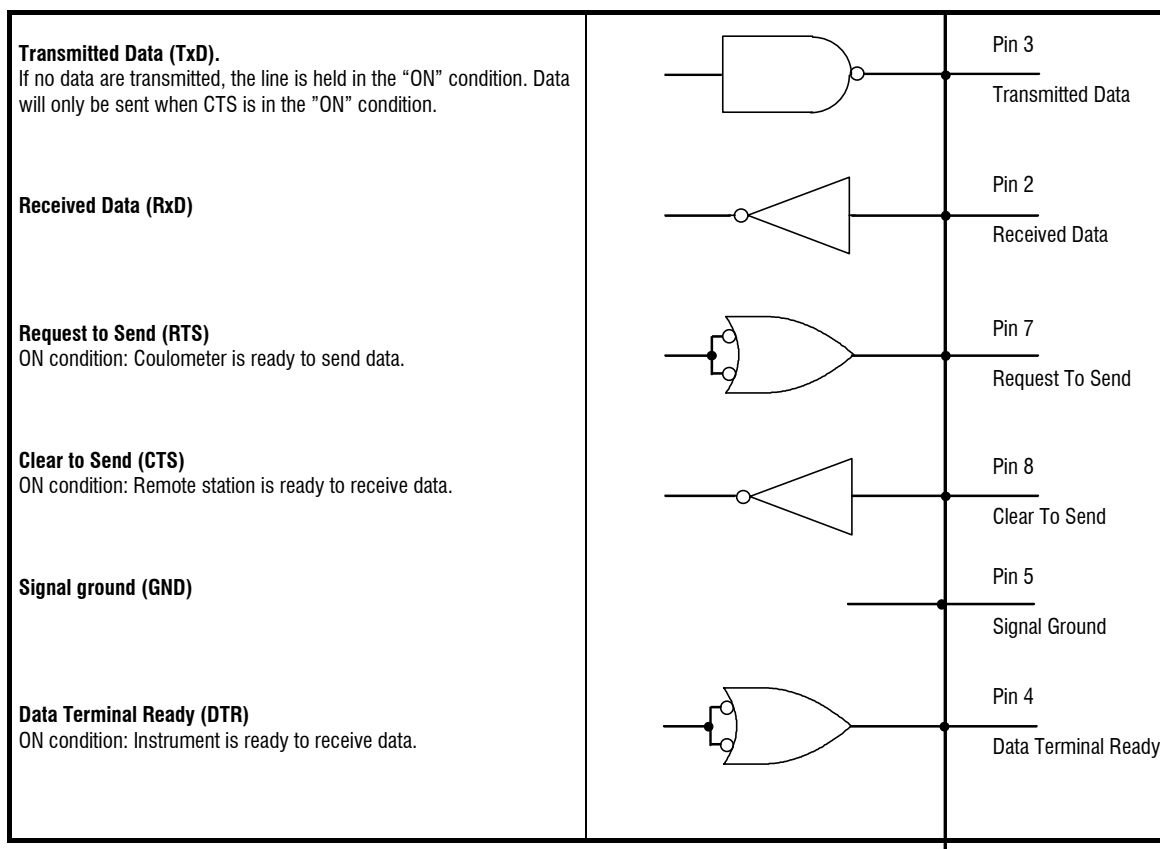 Transmitted Data (TxD).
If no data are transmitted, the line is held in the “ON” condition. Data
will only be sent when CTS is in the ”ON” condition.
Pin 3
Transmitted Data
Received Data (RxD)
Pin 2
Received Data
Request to Send (RTS)
ON condition: Coulometer is ready to send data.
Pin 7
Request To Send
Clear to Send (CTS)
ON condition: Remote station is ready to receive data.
Pin 8
Clear To Send
Signal ground (GND)
Pin 5
Signal Ground
Data Terminal Ready (DTR)
ON condition: Instrument is ready to receive data.
Pin 4
Data Terminal Ready